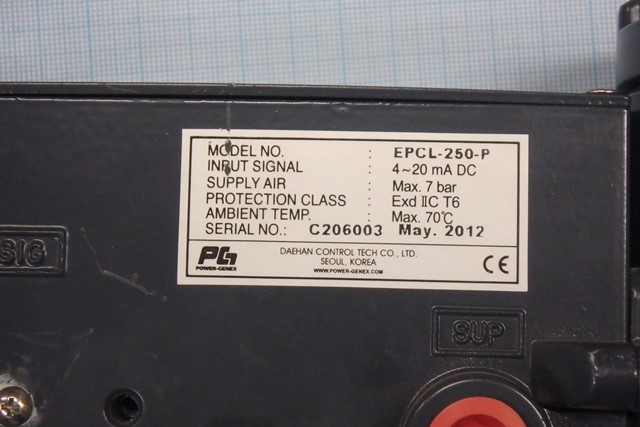 MODEL NO. : EPCL-250-P
INPUT SIGNAL : 4~20 mA DC
SUPPLY AIR : Max. 7 bar
PROTECTION CLASS : Exd IIC T6
AMBIENT TEMP. : Max. 70℃
SERIAL NO.: C206003 May. 2012
PG
POWER-GENEX
DAEHAN CONTROL TECH CO., LTD.
SEOUL, KOREA
WWW.POWER-GENEX.COM
CE
SIG
SUP